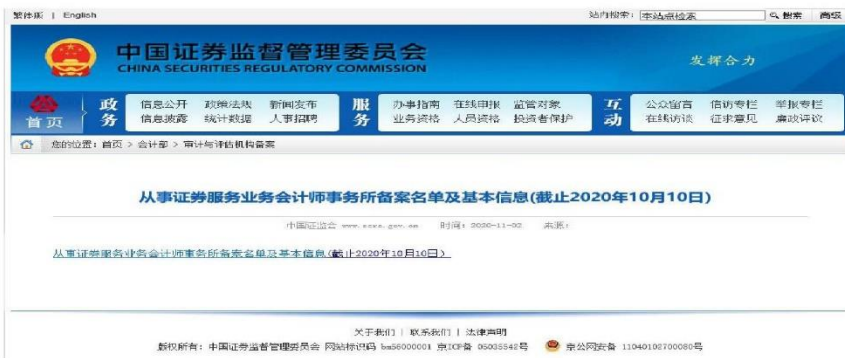 繁体版 | English
站内搜索: 本站点检索 搜索 高级
中国证券监督管理委员会
CHINA SECURITIES REGULATORY COMMISSION
发挥合力
首页 政务 信息公开 政策法规 新闻发布 服务 办事指南 在线申报 监管对象 互动 公众留言 信访专栏 举报专栏
信息披露 统计数据 人事招聘 业务资格 人员资格 投资者保护 在线访谈 征求意见 廉政评议
您的位置:首页 > 会计部 > 审计与评估机构备案
从事证券服务业务会计师事务所备案名单及基本信息(截止2020年10月10日)
中国证监会 www.csrc.gov.cn 时间:2020-11-02 来源:
从事证券服务业务会计师事务所备案名单及基本信息(截止2020年10月10日)
关于我们 | 联系我们 | 法律声明
版权所有:中国证券监督管理委员会 网站标识码 bm56000001 京ICP备 05035542号 京公网安备 11040102700080号